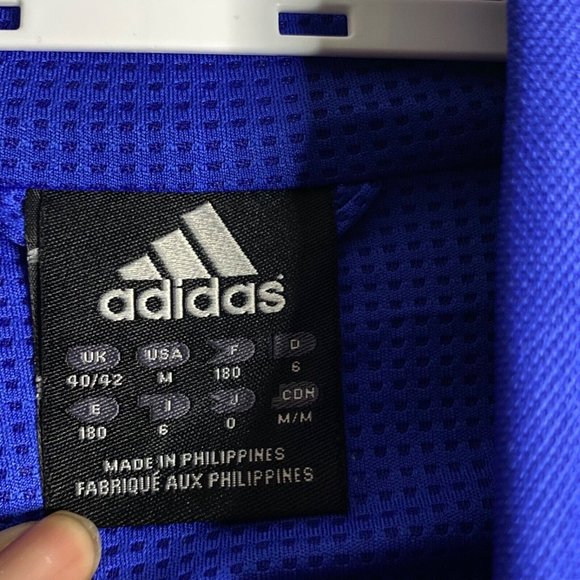 adidas
UK USA F D
40/42 M 180 6
E I J CDN
180 6 0 M/M
MADE IN PHILIPPINES
FABRIQUÉ AUX PHILIPPINES